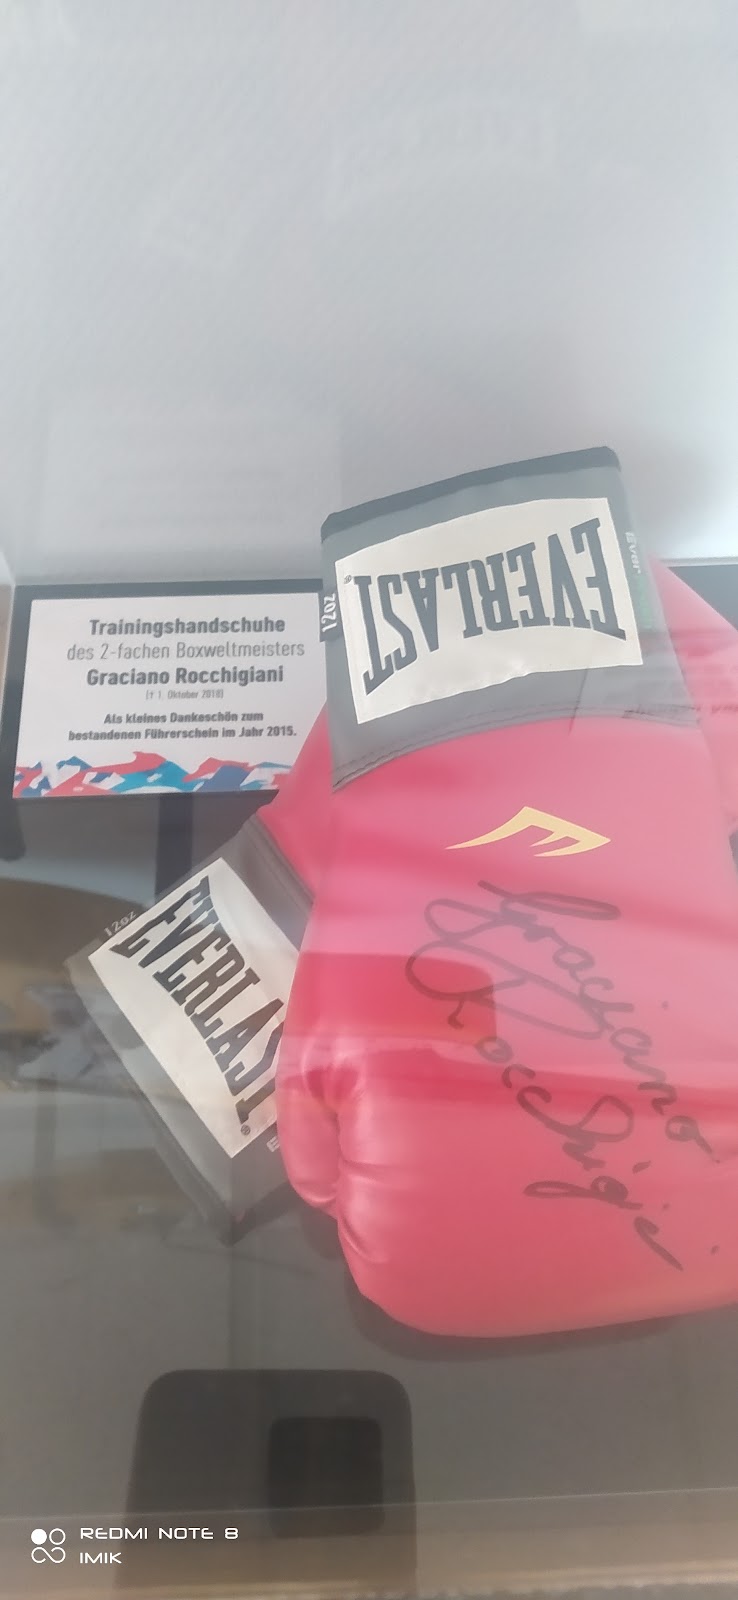 Trainingshandschuhe
des 2-fachen Boxweltmeisters
Graciano Rocchigiani
(† 1. Oktober 2018)
Als kleines Dankeschön zum
bestandenen Führerschein im Jahr 2015.
EVERLAST®
12oz
Ever
Graciano
Rocchigiani
12oz
EVERLAST®
E
REDMI NOTE 8
IMIK